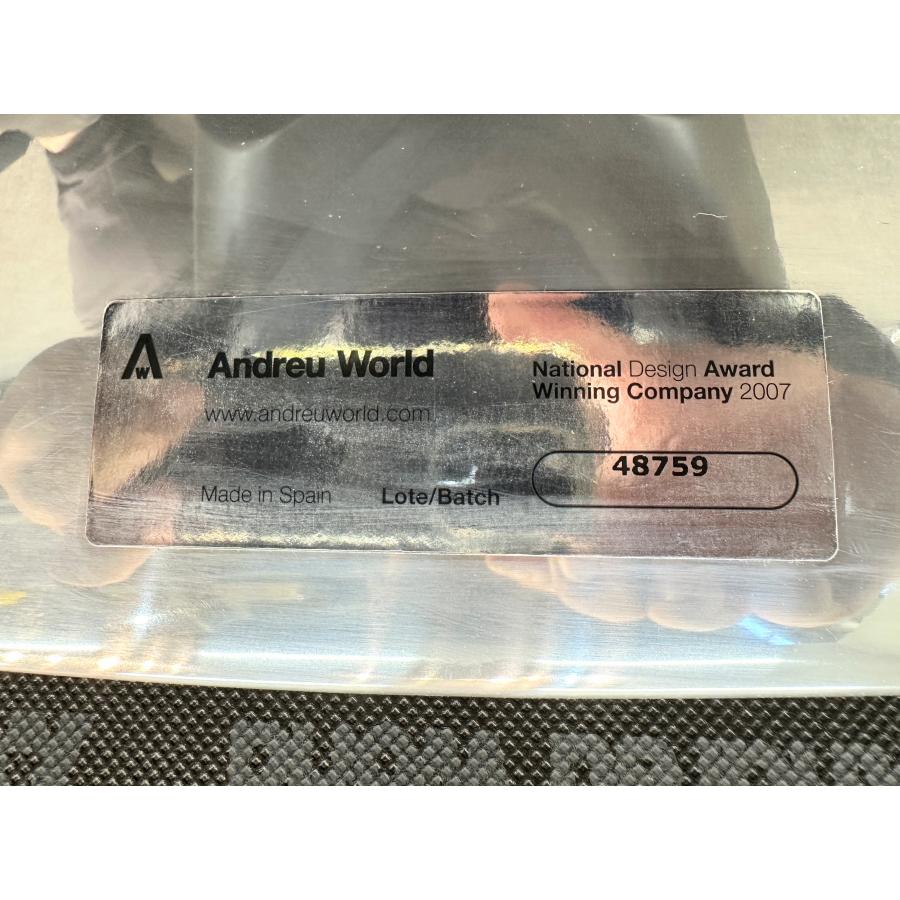 AW Andreu World
www.andreuworld.com
National Design Award
Winning Company 2007
Made in Spain
Lote/Batch
48759